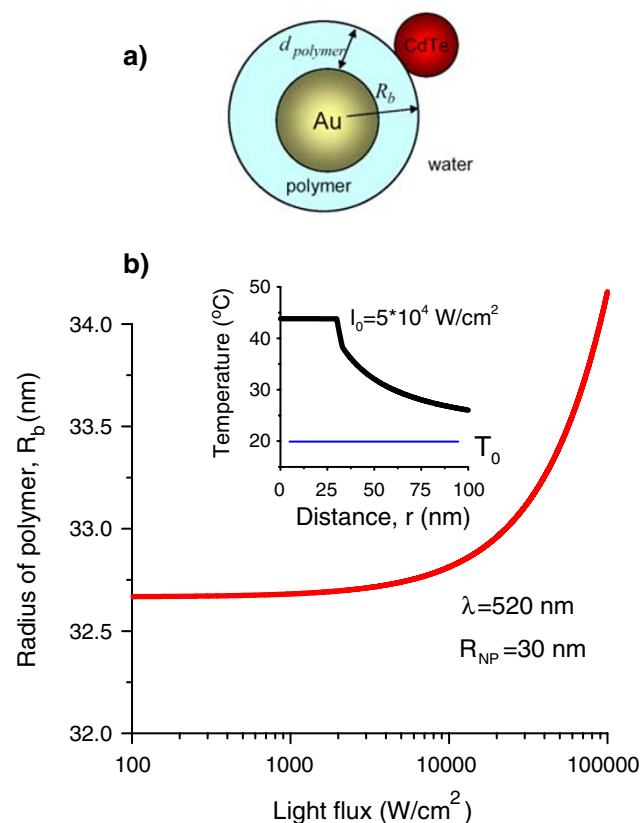 a)
d polymer
CdTe
R_b
Au
water
polymer
b)
50
40
30
20
Temperature (°C)
I₀=5*10⁴ W/cm²
T₀
0 25 50 75 100
Distance, r (nm)
34.0
33.5
33.0
32.5
32.0
Radius of polymer, R_b (nm)
λ=520 nm
R_NP=30 nm
100 1000 10000 100000
Light flux (W/cm²)